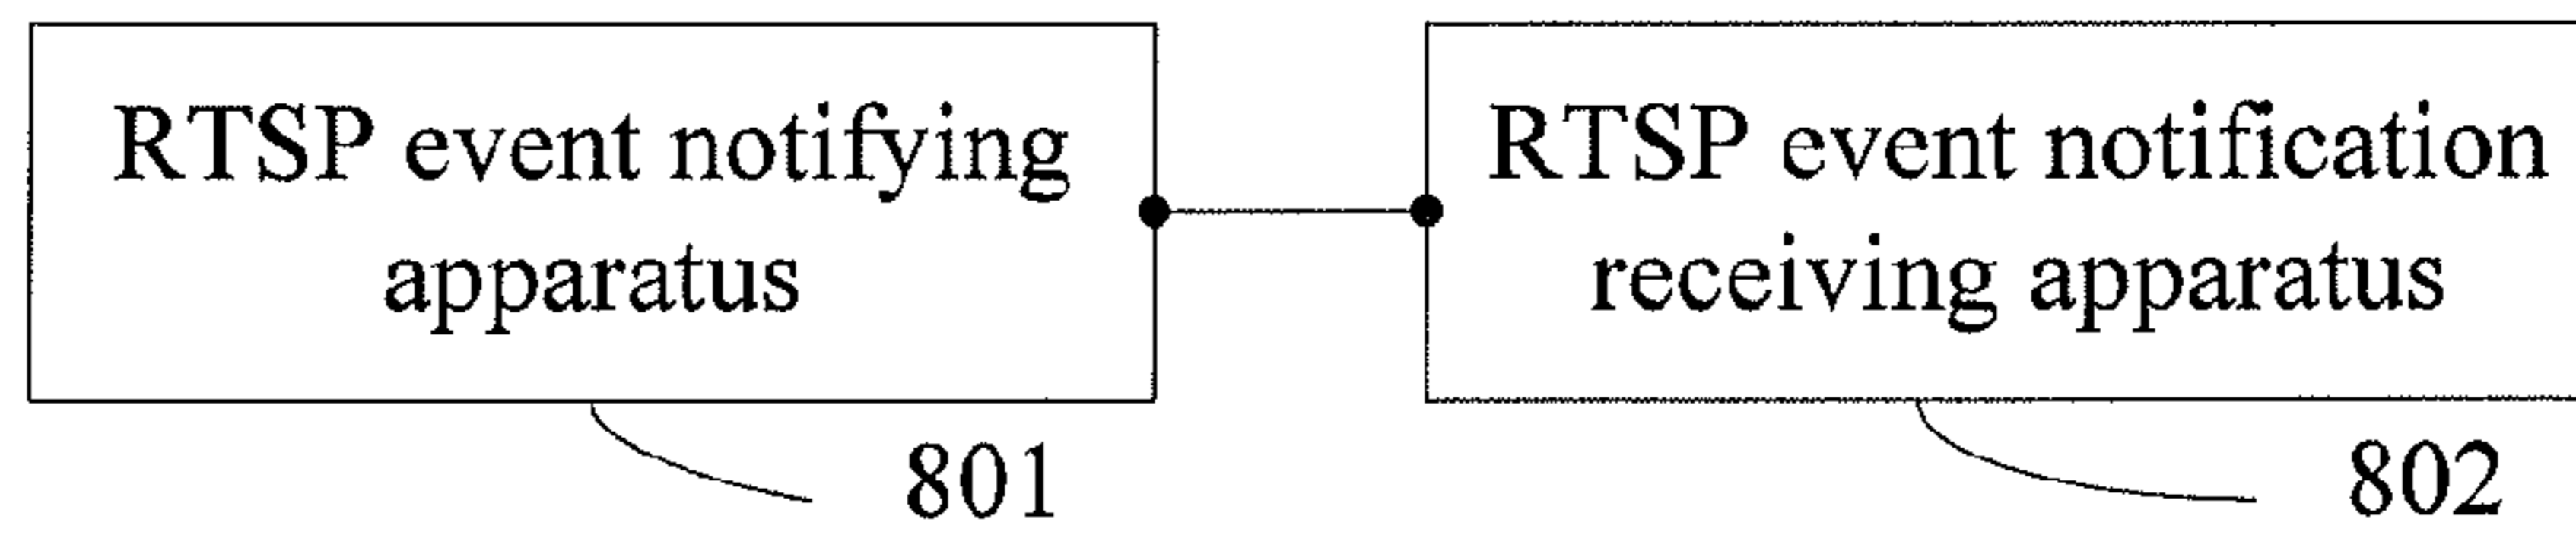 RTSP event notifying
apparatus
RTSP event notification
receiving apparatus
801
802